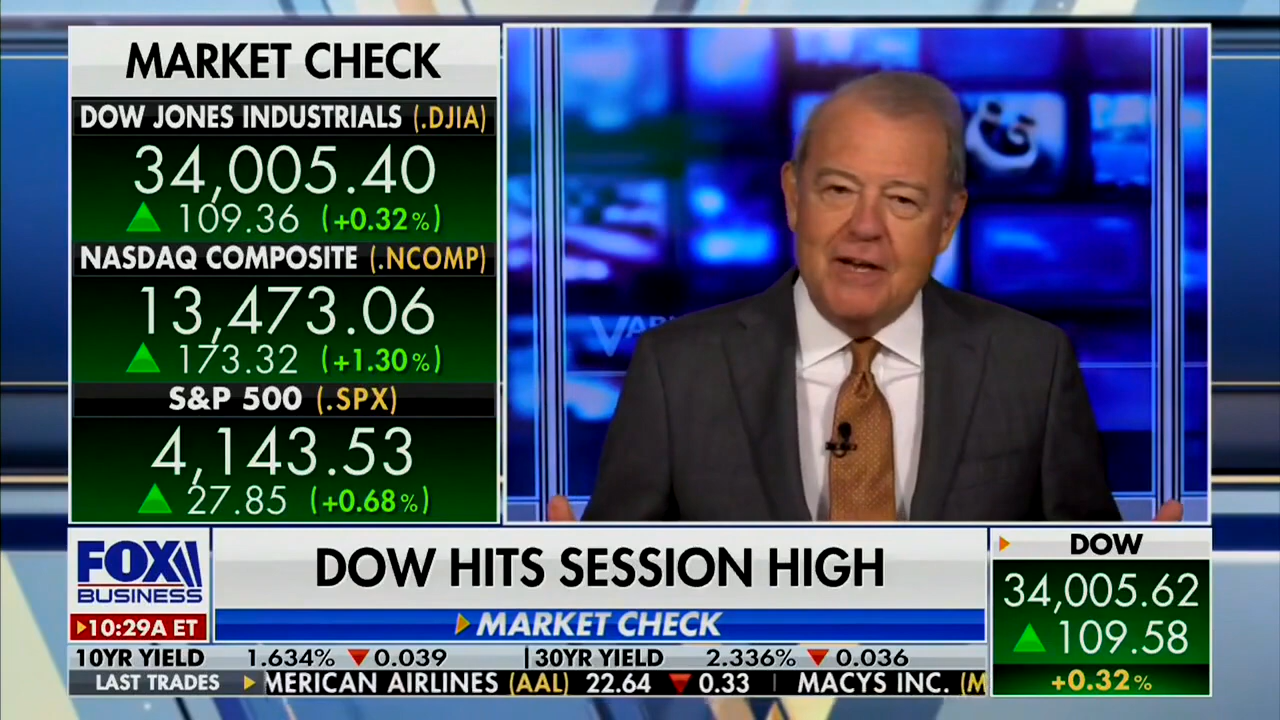 MARKET CHECK
DOW JONES INDUSTRIALS (.DJIA)
34,005.40
▲ 109.36 (+0.32%)
NASDAQ COMPOSITE (.NCOMP)
13,473.06
▲ 173.32 (+1.30%)
S&P 500 (.SPX)
4,143.53
▲ 27.85 (+0.68%)
FOX
BUSINESS
10:29A ET
DOW HITS SESSION HIGH
MARKET CHECK
DOW
34,005.62
▲ 109.58
+0.32%
10YR YIELD 1.634% ▼ 0.039 | 30YR YIELD 2.336% ▼ 0.036
LAST TRADES MERICAN AIRLINES (AAL) 22.64 ▼ 0.33 | MACYS INC. (M